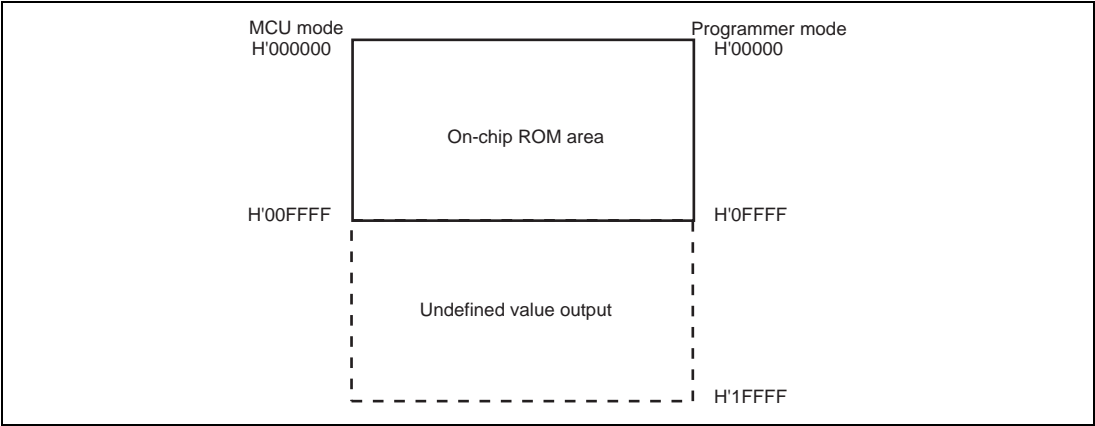 MCU mode
Programmer mode
H'000000
H'00000
On-chip ROM area
H'00FFFF
H'0FFFF
Undefined value output
H'1FFFF